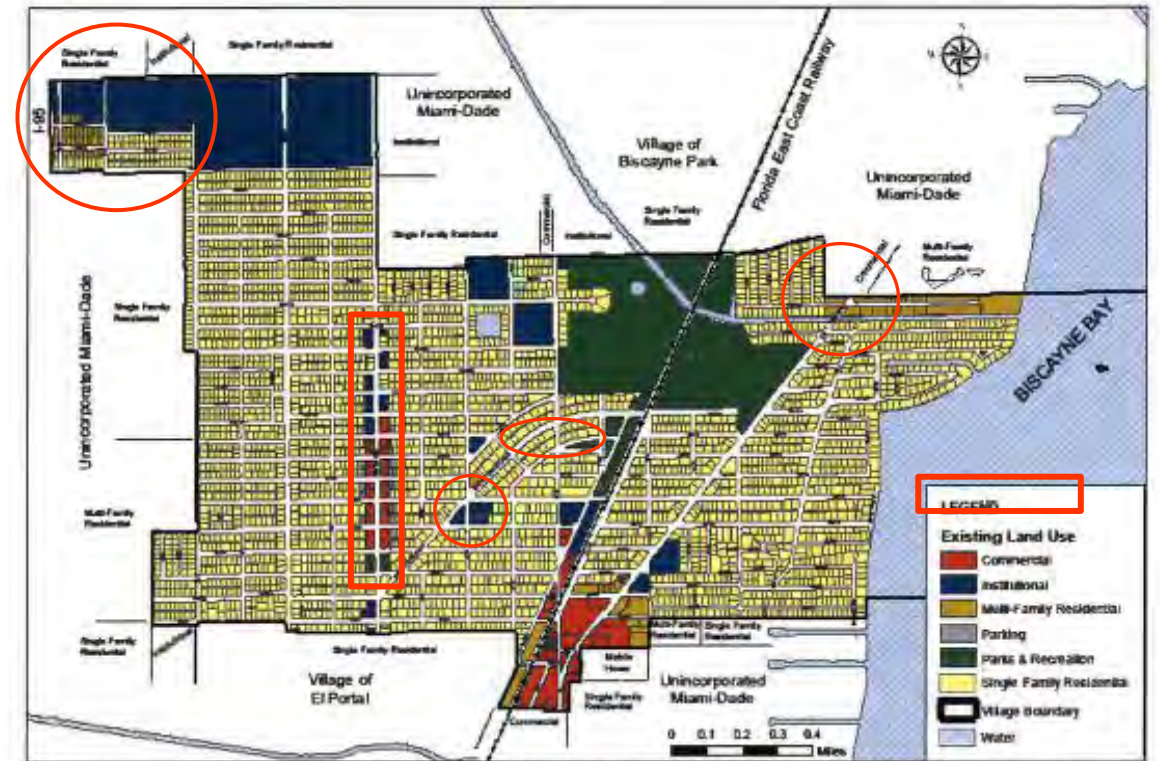 Single Family
Residential
Institutional
Single Family Residential
I-95
Unincorporated
Miami-Dade
Institutional
Village of
Biscayne Park
Florida East Coast Railway
Unincorporated
Miami-Dade
Single Family
Residential
Commercial
Institutional
Single Family Residential
Commercial
Multi-Family
Residential
Unincorporated Miami-Dade
Single Family
Residential
BISCAYNE BAY
Multi-Family
Residential
LEGEND
Existing Land Use
Commercial
Institutional
Multi-Family Residential
Parking
Parks & Recreation
Single Family Residential
Village Boundary
Water
Single Family
Residential
Institutional
Single Family Residential
Village of
El Portal
Multi-Family
Residential
Single Family
Residential
Mobile
Home
Unincorporated
Miami-Dade
Single Family
Residential
Commercial
0 0.1 0.2 0.3 0.4
Miles